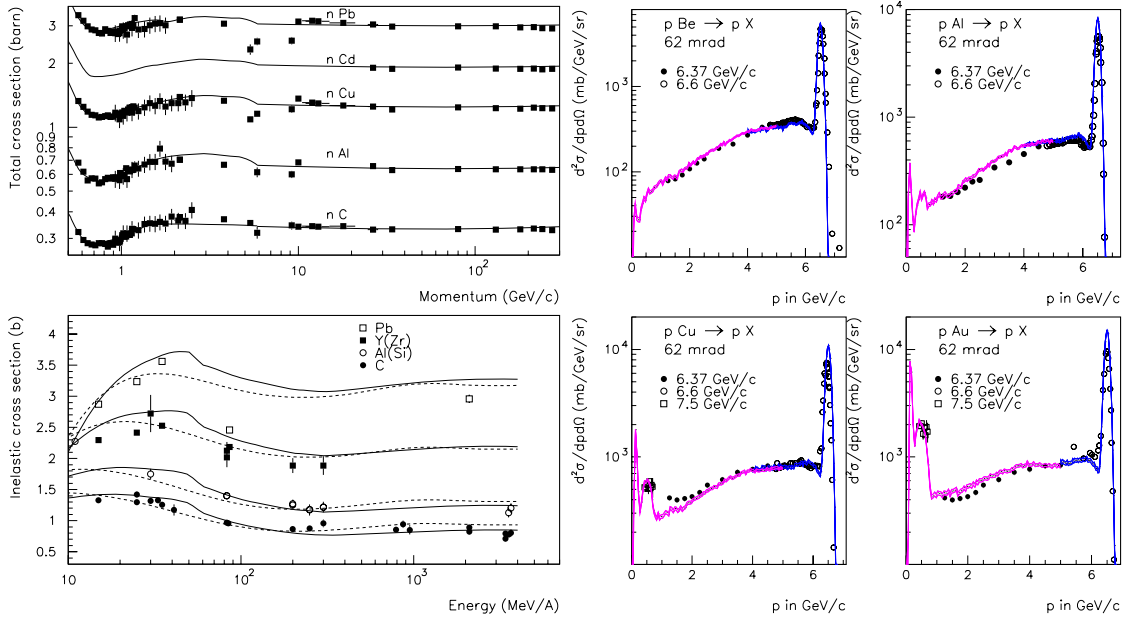 Total cross section (barn)
3
2
1
0.9
0.8
0.7
0.6
0.5
0.4
0.3
n Pb
n Cd
n Cu
n Al
n C
1
10
10²
Momentum (GeV/c)
Inelastic cross section (b)
4
3.5
3
2.5
2
1.5
1
0.5
Pb
Y(Zr)
Al(Si)
C
10
10²
10³
Energy (MeV/A)
d²σ/dpdΩ (mb/GeV/sr)
10³
10²
p Be → p X
62 mrad
6.37 GeV/c
6.6 GeV/c
0 2 4 6
p in GeV/c
d²σ/dpdΩ (mb/GeV/sr)
10⁴
10³
10²
p Al → p X
62 mrad
6.37 GeV/c
6.6 GeV/c
0 2 4 6
p in GeV/c
d²σ/dpdΩ (mb/GeV/sr)
10⁴
10³
p Cu → p X
62 mrad
6.37 GeV/c
6.6 GeV/c
7.5 GeV/c
0 2 4 6
p in GeV/c
d²σ/dpdΩ (mb/GeV/sr)
10⁴
10³
p Au → p X
62 mrad
6.37 GeV/c
6.6 GeV/c
7.5 GeV/c
0 2 4 6
p in GeV/c